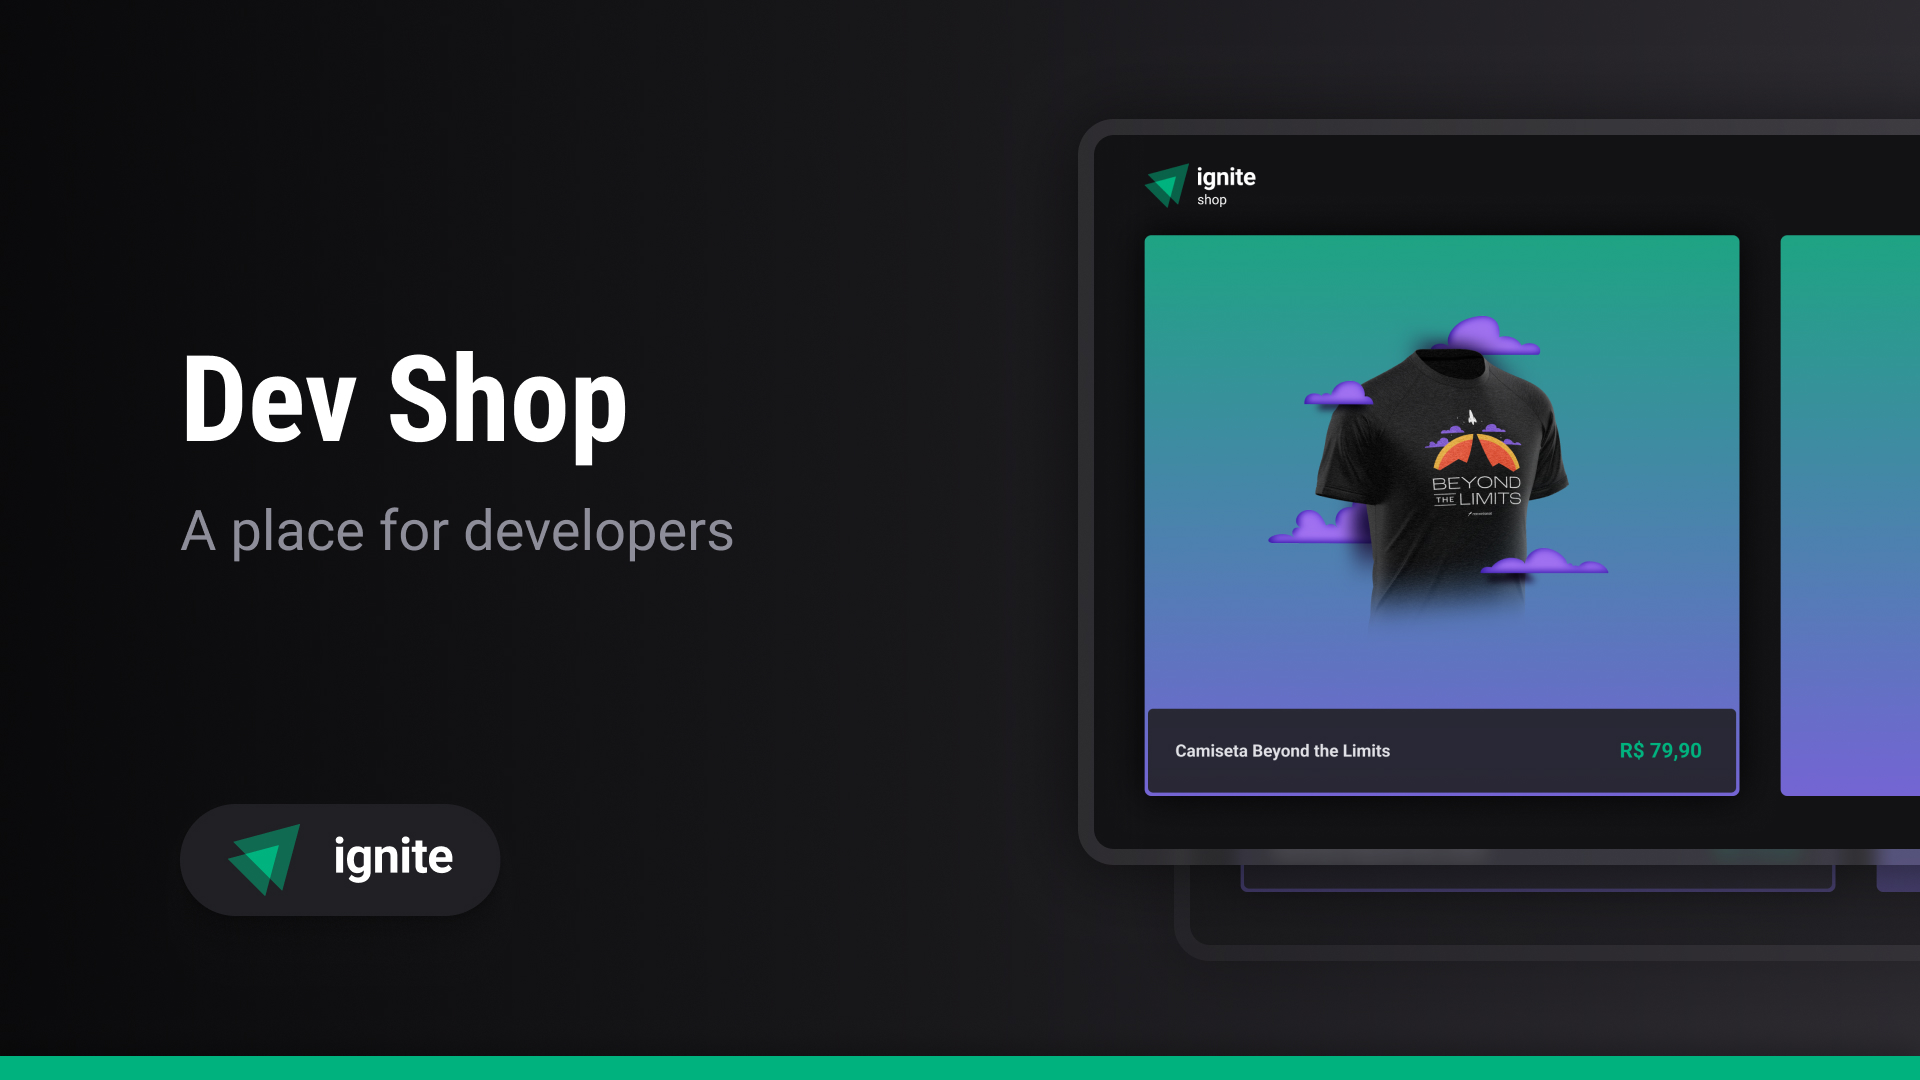 Dev Shop
A place for developers
ignite
ignite
shop
BEYOND
THE LIMITS
Camiseta Beyond the Limits
R$ 79,90